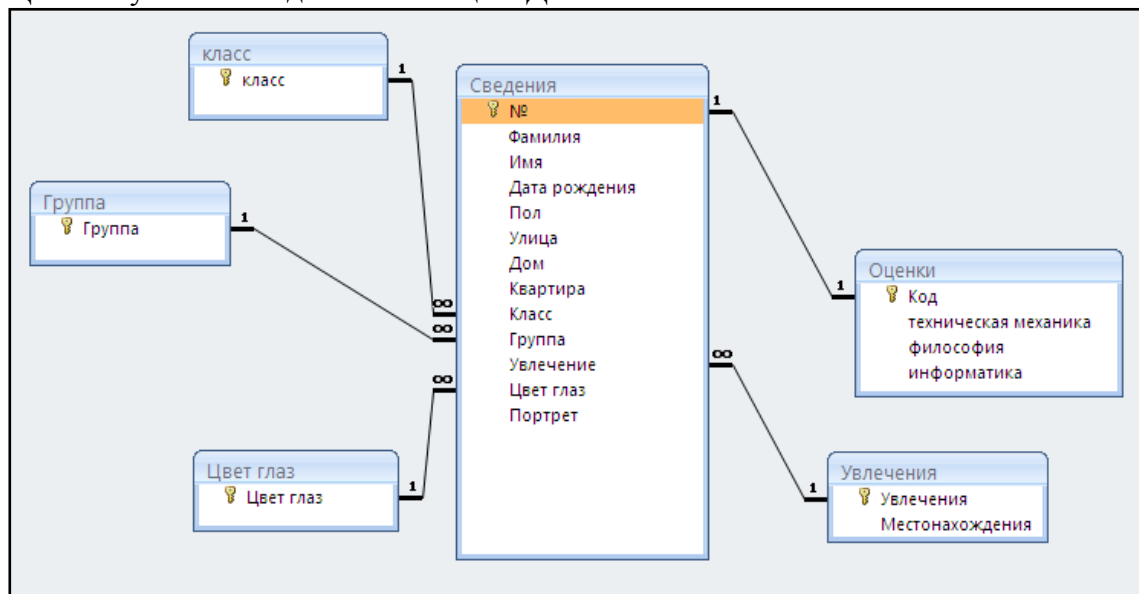 класс
класс
1
Сведения
№
Фамилия
Имя
Дата рождения
Пол
Улица
Дом
Квартира
Класс
Группа
Увлечение
Цвет глаз
Портрет
1
Группа
Группа
1
∞
∞
∞
∞
Оценки
Код
техническая механика
философия
информатика
1
Цвет глаз
Цвет глаз
1
Увлечения
Увлечения
Местонахождения
1